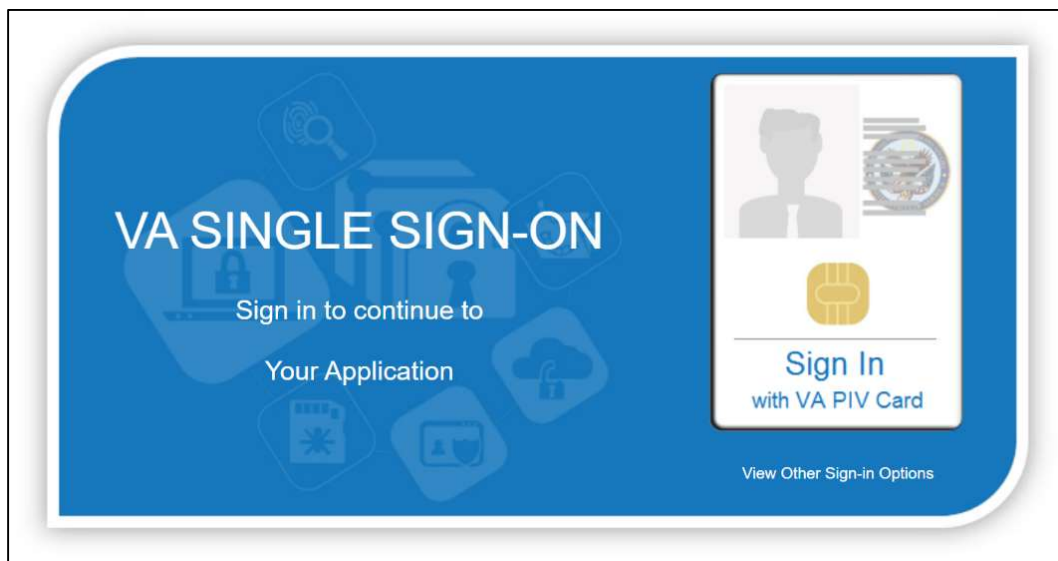 VA SINGLE SIGN-ON
Sign in to continue to
Your Application
Sign In
with VA PIV Card
View Other Sign-in Options